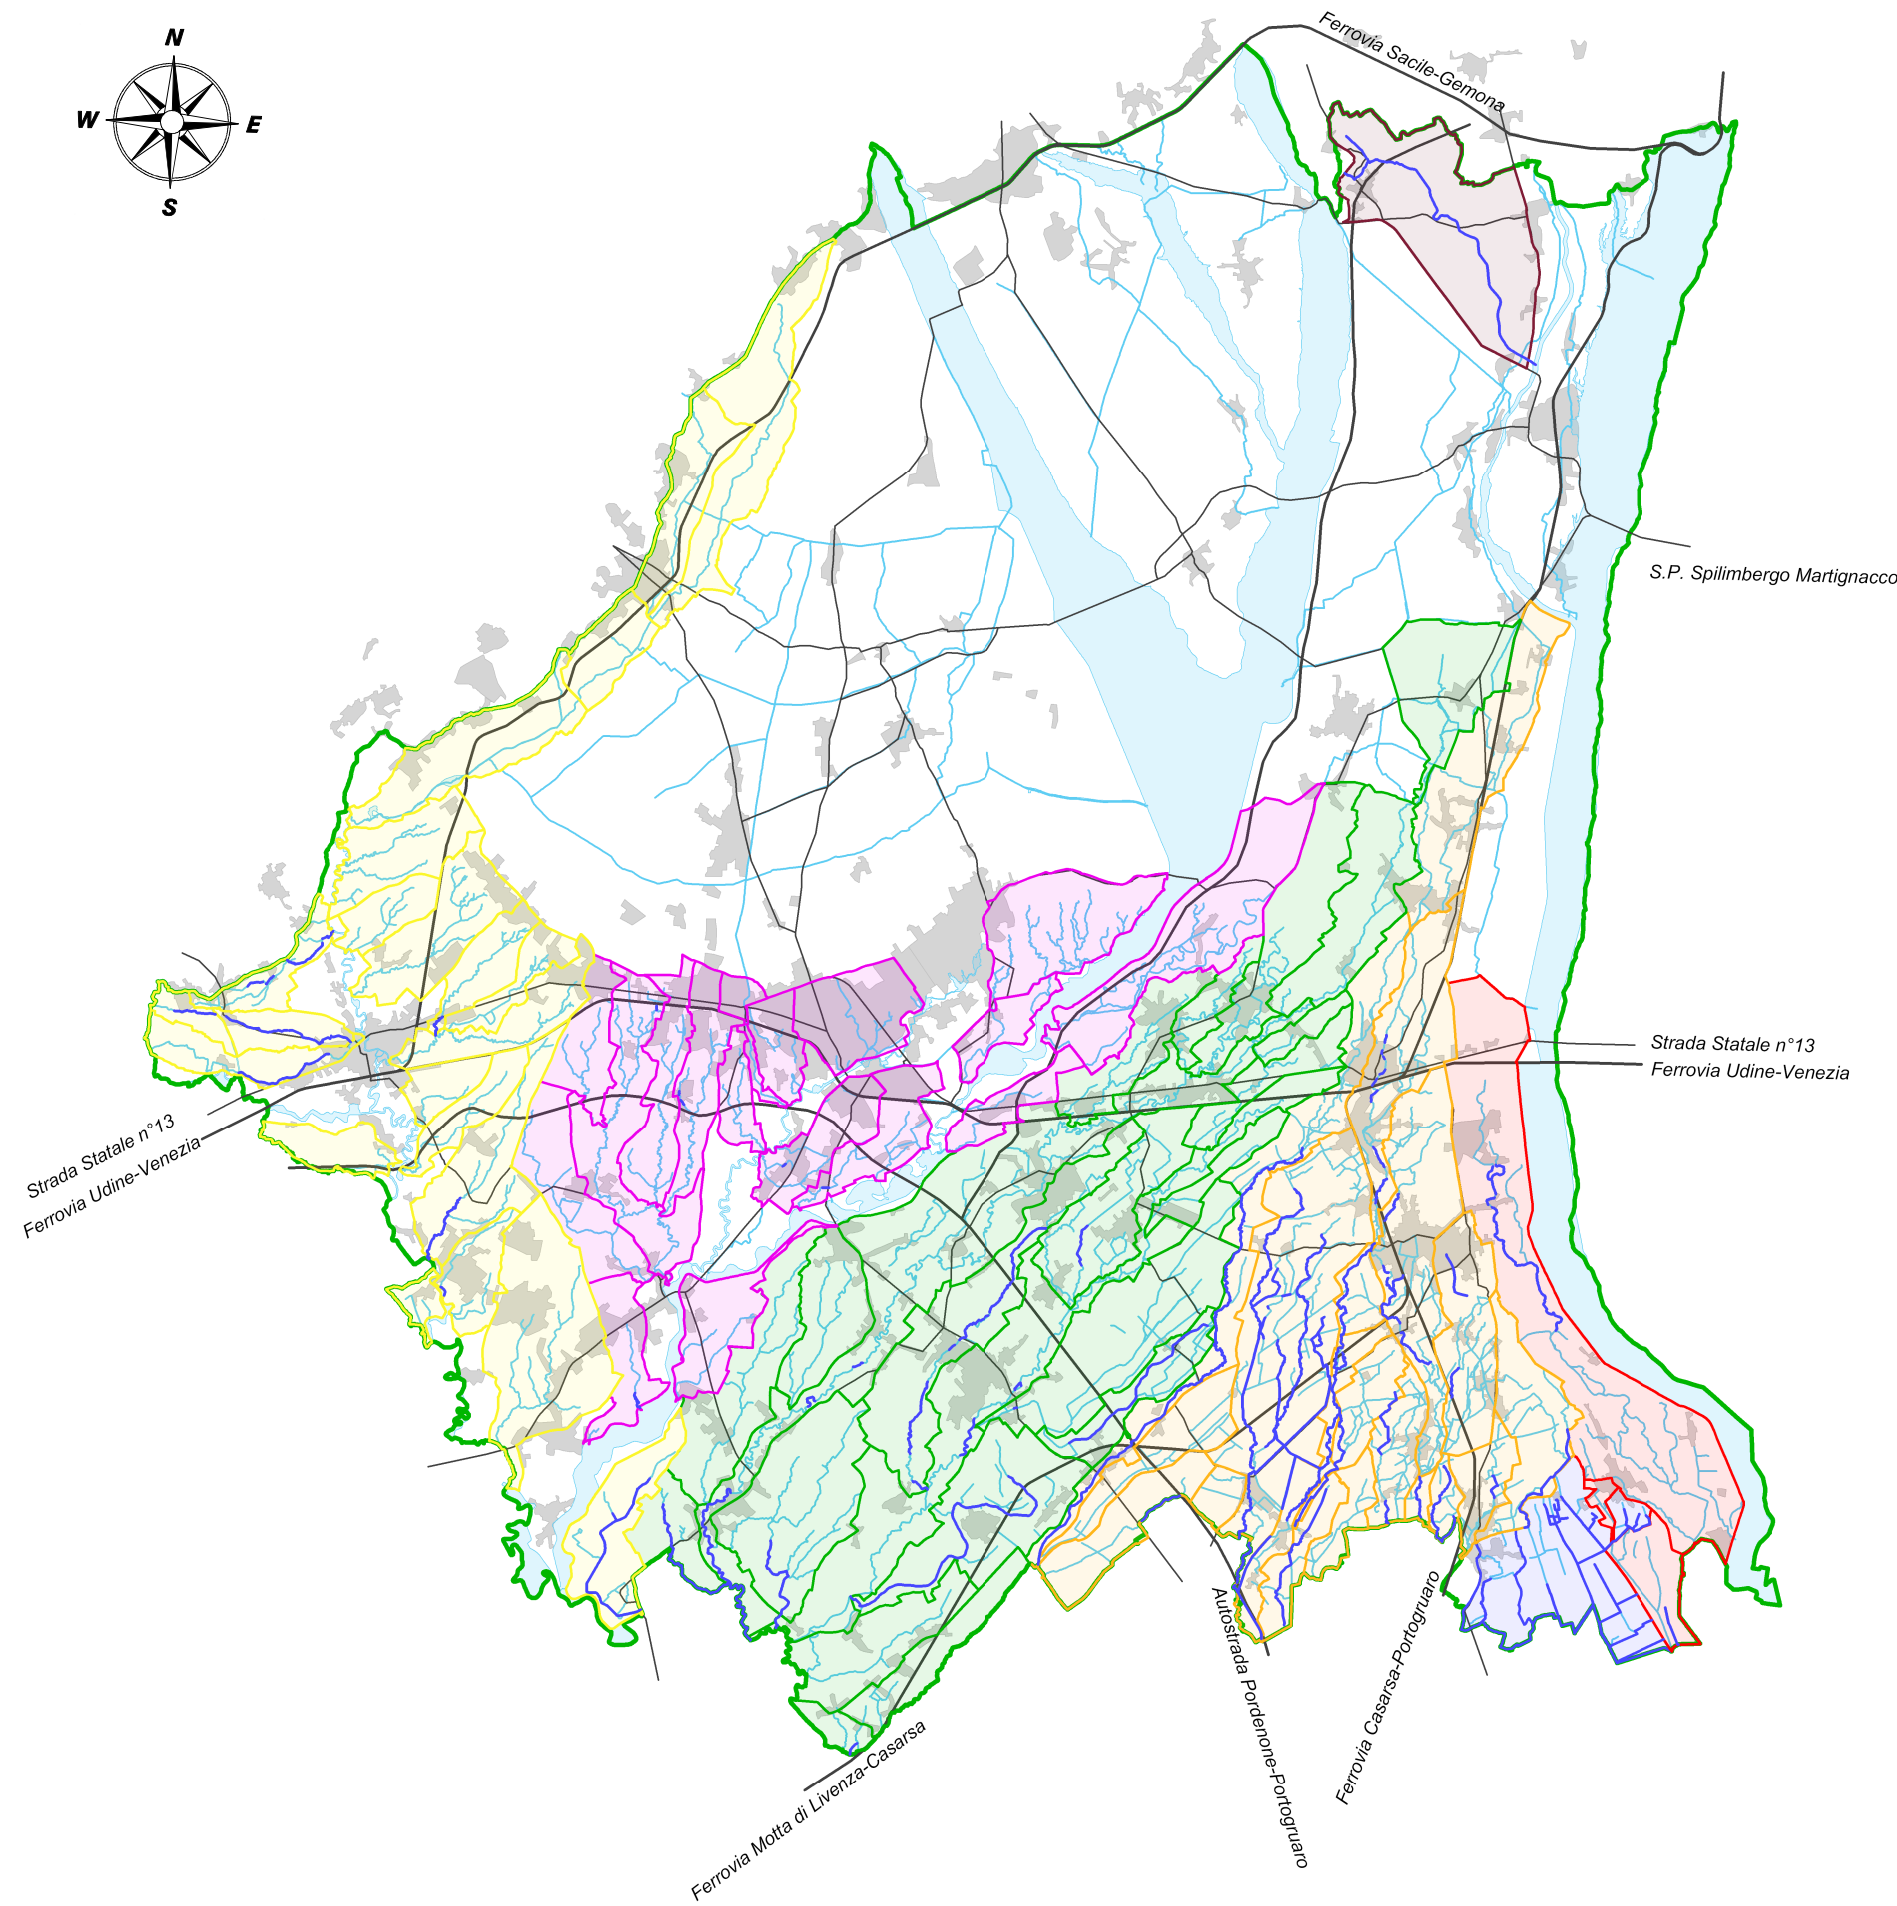 N
W
E
S
Ferrovia Sacile-Gemona
S.P. Spilimbergo Martignacco
Strada Statale n°13
Ferrovia Udine-Venezia
Strada Statale n°13
Ferrovia Udine-Venezia
Autostrada Pordenone-Portogruaro
Ferrovia Casarsa-Portogruaro
Ferrovia Motta di Livenza-Casarsa